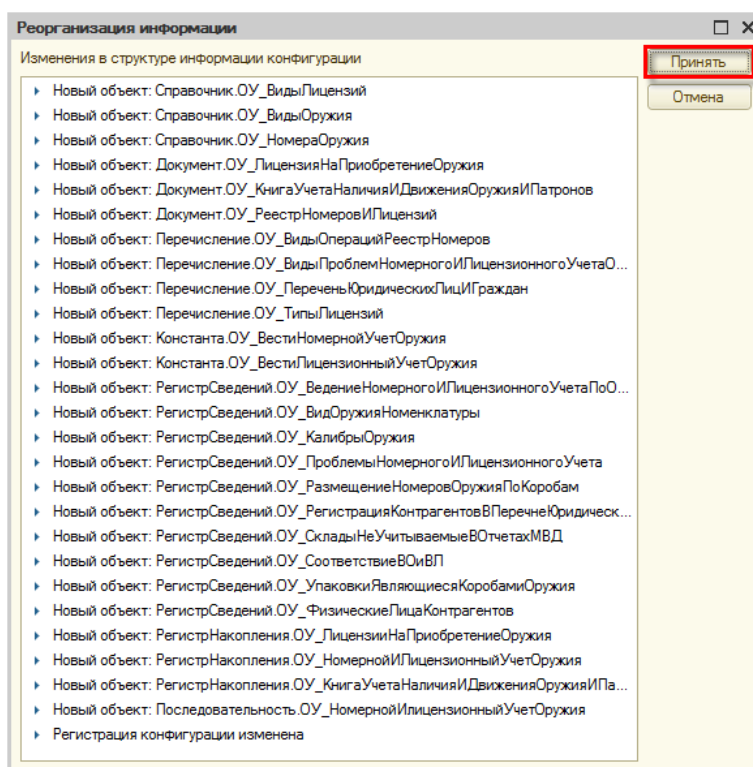 Реорганизация информации
Изменения в структуре информации конфигурации
Принять
Отмена
Новый объект: Справочник.ОУ_ВидыЛицензий
Новый объект: Справочник.ОУ_ВидыОружия
Новый объект: Справочник.ОУ_НомераОружия
Новый объект: Документ.ОУ_ЛицензияНаПриобретениеОружия
Новый объект: Документ.ОУ_КнигаУчетаНаличияИДвиженияОружияИПатронов
Новый объект: Документ.ОУ_РеестрНомеровИЛицензий
Новый объект: Перечисление.ОУ_ВидыОперацийРеестрНомеров
Новый объект: Перечисление.ОУ_ВидыПроблемНомерногоИЛицензионногоУчетаО...
Новый объект: Перечисление.ОУ_ПереченьЮридическихЛицИГраждан
Новый объект: Перечисление.ОУ_ТипыЛицензий
Новый объект: Константа.ОУ_ВестиНомернойУчетОружия
Новый объект: Константа.ОУ_ВестиЛицензионныйУчетОружия
Новый объект: РегистрСведений.ОУ_ВедениеНомерногоИЛицензионногоУчетаПоО...
Новый объект: РегистрСведений.ОУ_ВидОружияНоменклатуры
Новый объект: РегистрСведений.ОУ_КалибрыОружия
Новый объект: РегистрСведений.ОУ_ПроблемыНомерногоИЛицензионногоУчета
Новый объект: РегистрСведений.ОУ_РазмещениеНомеровОружияПоКоробам
Новый объект: РегистрСведений.ОУ_РегистрацияКонтрагентовВПеречнеЮридическ...
Новый объект: РегистрСведений.ОУ_СкладыНеУчитываемыеВОтчетахМВД
Новый объект: РегистрСведений.ОУ_СоответствиеВОиВЛ
Новый объект: РегистрСведений.ОУ_УпаковкиЯвляющиесяКоробамиОружия
Новый объект: РегистрСведений.ОУ_ФизическиеЛицаКонтрагентов
Новый объект: РегистрНакопления.ОУ_ЛицензииНаПриобретениеОружия
Новый объект: РегистрНакопления.ОУ_НомернойИЛицензионныйУчетОружия
Новый объект: РегистрНакопления.ОУ_КнигаУчетаНаличияИДвиженияОружияИПа...
Новый объект: Последовательность.ОУ_НомернойИлицензионныйУчетОружия
Регистрация конфигурации изменена